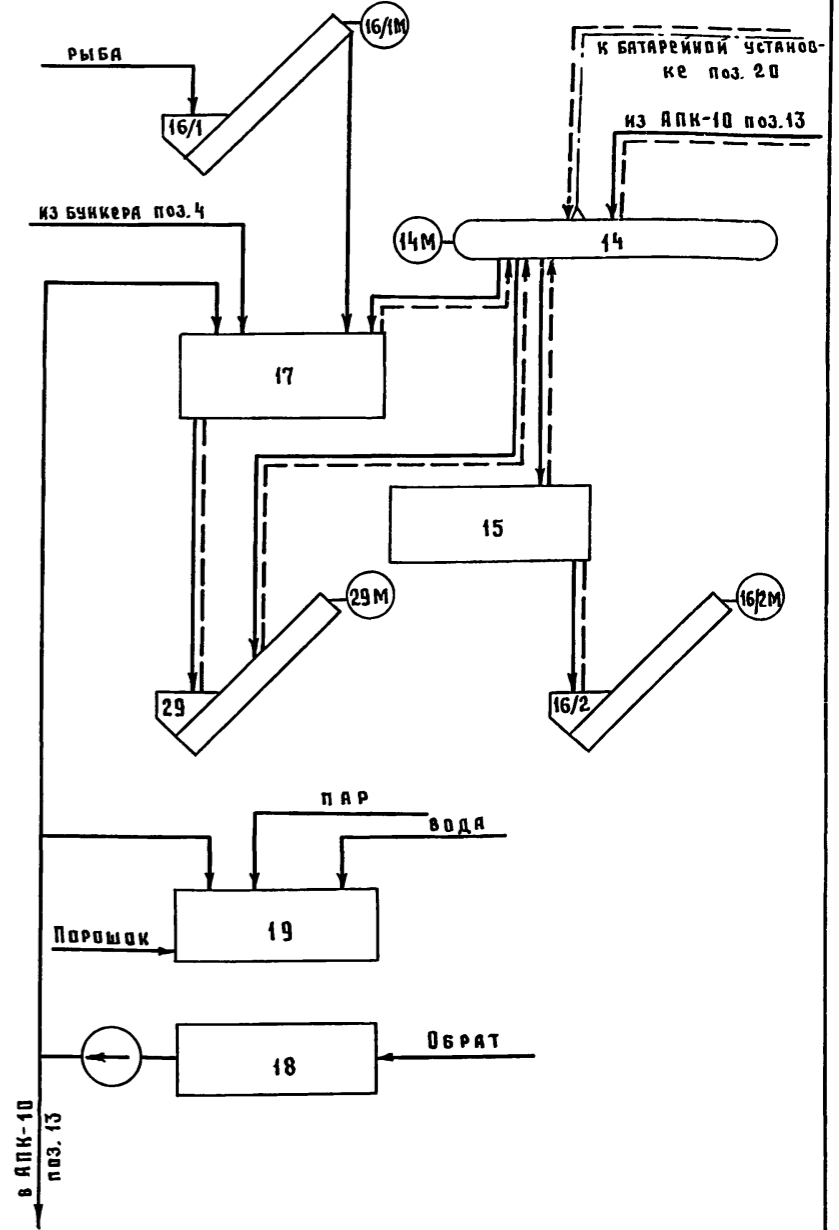 16/1М
РЫБА
К БАТАРЕЙНОЙ УСТАНОВ-
КЕ ПОЗ. 20
16/1
ИЗ АПК-10 ПОЗ.13
ИЗ БУНКЕРА ПОЗ.4
14М
14
17
15
29М
16/2М
29
16/2
ПАР
ВОДА
19
ПОРОШОК
ОБРАТ
18
В АПК-10
ПОЗ. 13